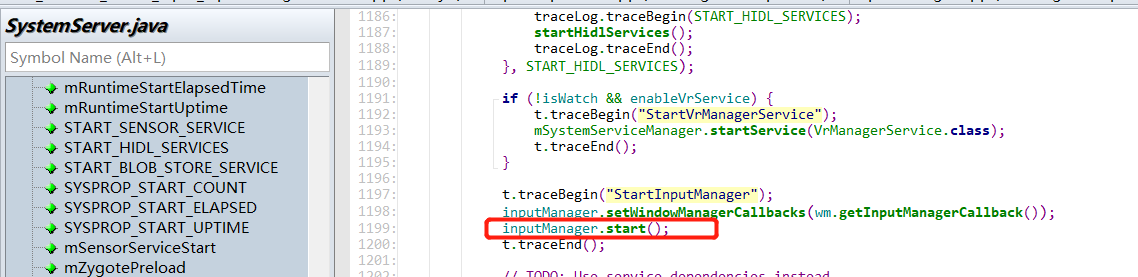 SystemServer.java
Symbol Name (Alt+L)
mRuntimeStartElapsedTime
mRuntimeStartUptime
START_SENSOR_SERVICE
START_HIDL_SERVICES
START_BLOB_STORE_SERVICE
SYSPROP_START_COUNT
SYSPROP_START_ELAPSED
SYSPROP_START_UPTIME
mSensorServiceStart
mZygotePreload
1186: traceLog.traceBegin(START_HIDL_SERVICES);
1187: startHidlServices();
1188: traceLog.traceEnd();
1189: }, START_HIDL_SERVICES);
1190:
1191: if (!isWatch && enableVrService) {
1192: t.traceBegin("StartVrManagerService");
1193: mSystemServiceManager.startService(VrManagerService.class);
1194: t.traceEnd();
1195: }
1196:
1197: t.traceBegin("StartInputManager");
1198: inputManager.setWindowManagerCallbacks(wm.getInputManagerCallback());
1199: inputManager.start();
1200: t.traceEnd();
1201:
1202: // TODO: Use service dependencies instead